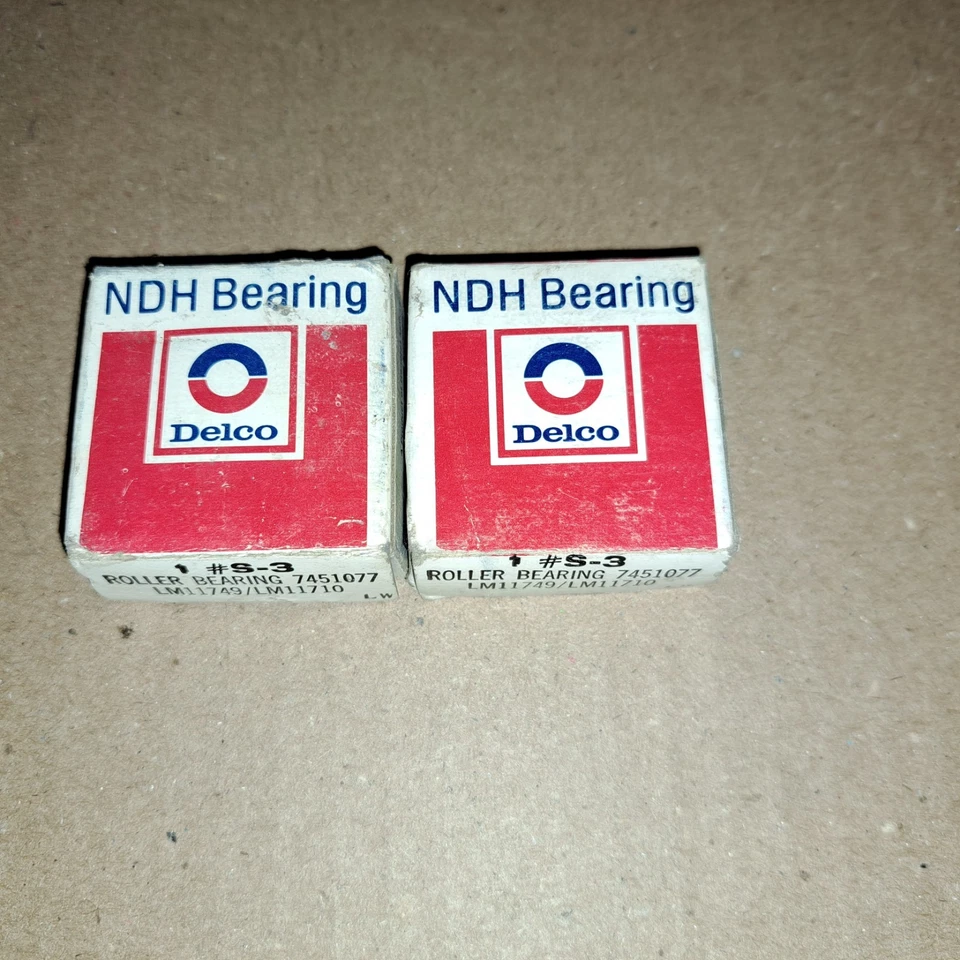 NDH Bearing
Delco
1 #S-3
ROLLER BEARING 7451077
LM11749/LM11710
LW
NDH Bearing
Delco
1 #S-3
ROLLER BEARING 7451077
LM11749/LM11710